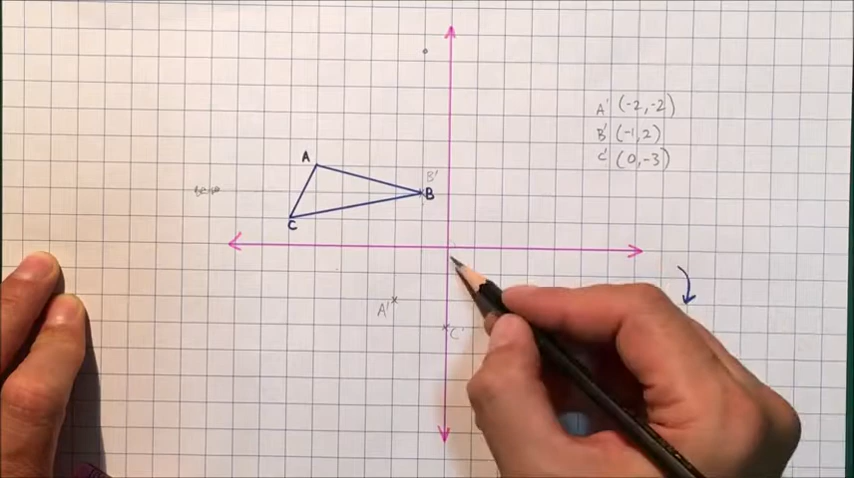 A' (-2,-2)
B' (-1,2)
C' (0,-3)
A
B'
B
C
A'
C'